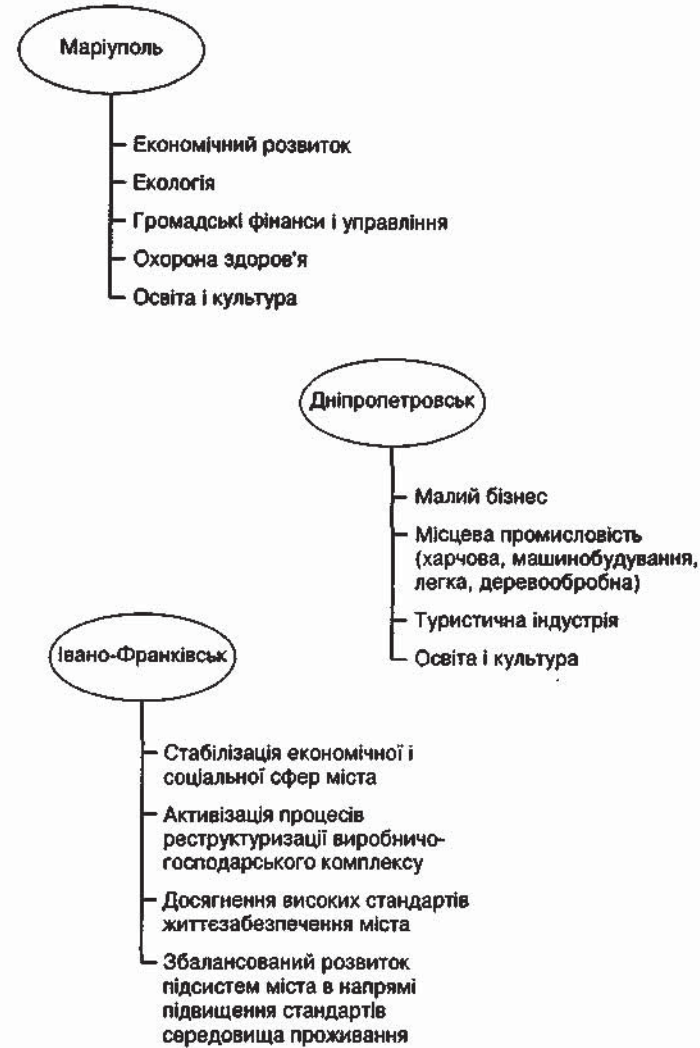 Маріуполь
Економічний розвиток
Екологія
Громадські фінанси і управління
Охорона здоров'я
Освіта і культура
Дніпропетровськ
Малий бізнес
Місцева промисловість
(харчова, машинобудування,
легка, деревообробна)
Туристична індустрія
Освіта і культура
Івано-Франківськ
Стабілізація економічної і
соціальної сфер міста
Активізація процесів
реструктуризації виробничо-
господарського комплексу
Досягнення високих стандартів
життєзабезпечення міста
Збалансований розвиток
підсистем міста в напрямі
підвищення стандартів
середовища проживання